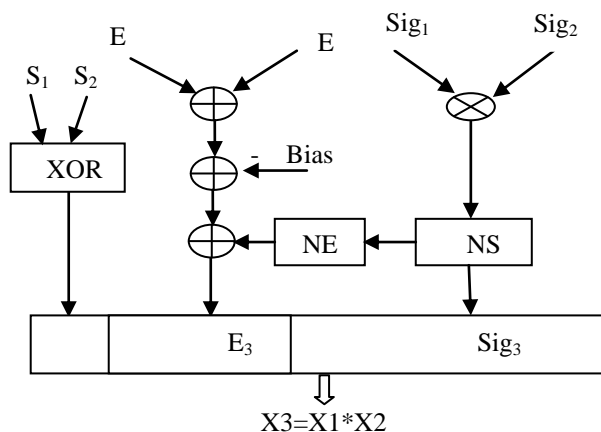 E E Sig₁ Sig₂
S₁ S₂
XOR
- Bias
NE NS
E₃ Sig₃
X3=X1*X2